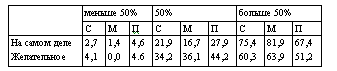 меньше 50% 50% больше 50%
С М П С М П С М П
На самом деле 2,7 1,4 4,6 21,9 16,7 27,9 75,4 81,9 67,4
Желательное 4,1 0,0 4.6 34,2 36,1 44,2 60,3 63,9 51,2